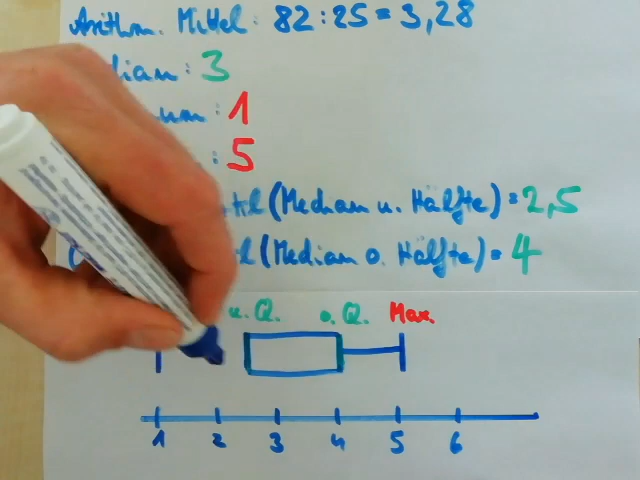 Arithm. Mittel: 82:25=3,28
dian: 3
um: 1
: 5
til (Median u. Hälfte)=2,5
l (Median o. Hälfte)=4
u.Q. o.Q. Max.
1 2 3 4 5 6